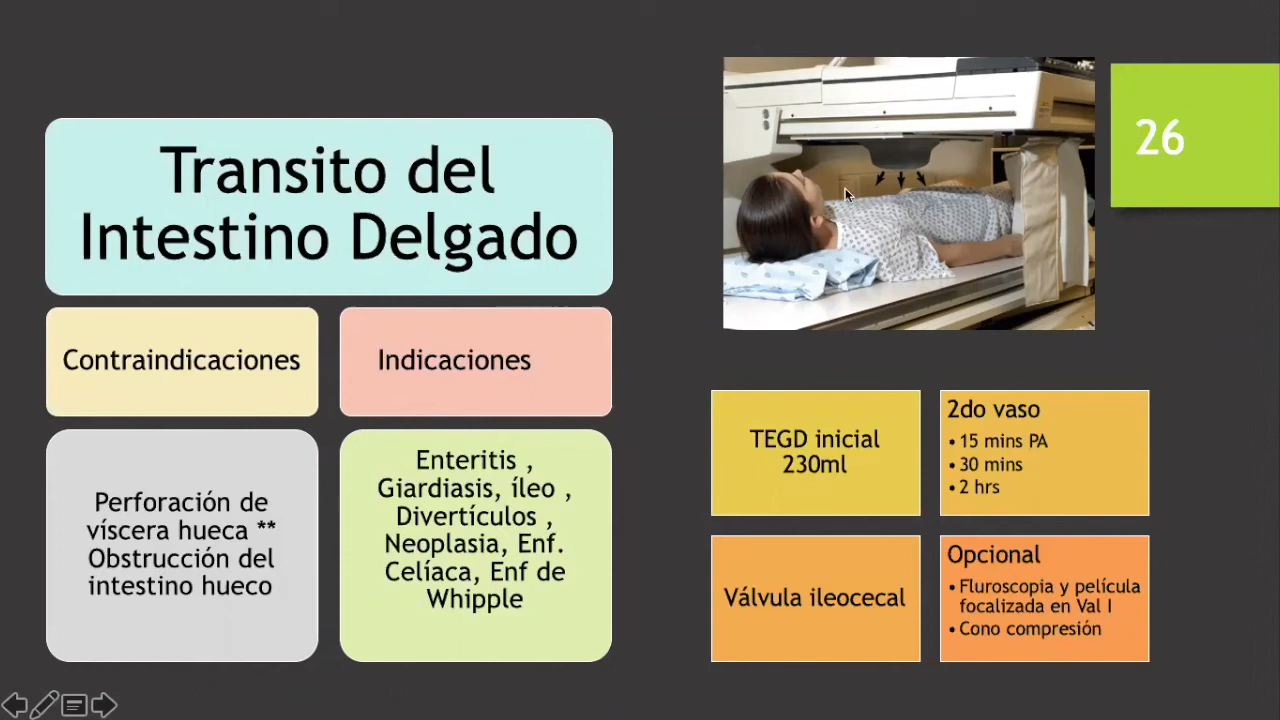 Transito del
Intestino Delgado
Contraindicaciones
Indicaciones
Perforación de
víscera hueca **
Obstrucción del
intestino hueco
Enteritis ,
Giardiasis, íleo ,
Divertículos ,
Neoplasia, Enf.
Celíaca, Enf de
Whipple
26
TEGD inicial
230ml
2do vaso
• 15 mins PA
• 30 mins
• 2 hrs
Válvula ileocecal
Opcional
• Fluroscopia y película
focalizada en Val I
• Cono compresión